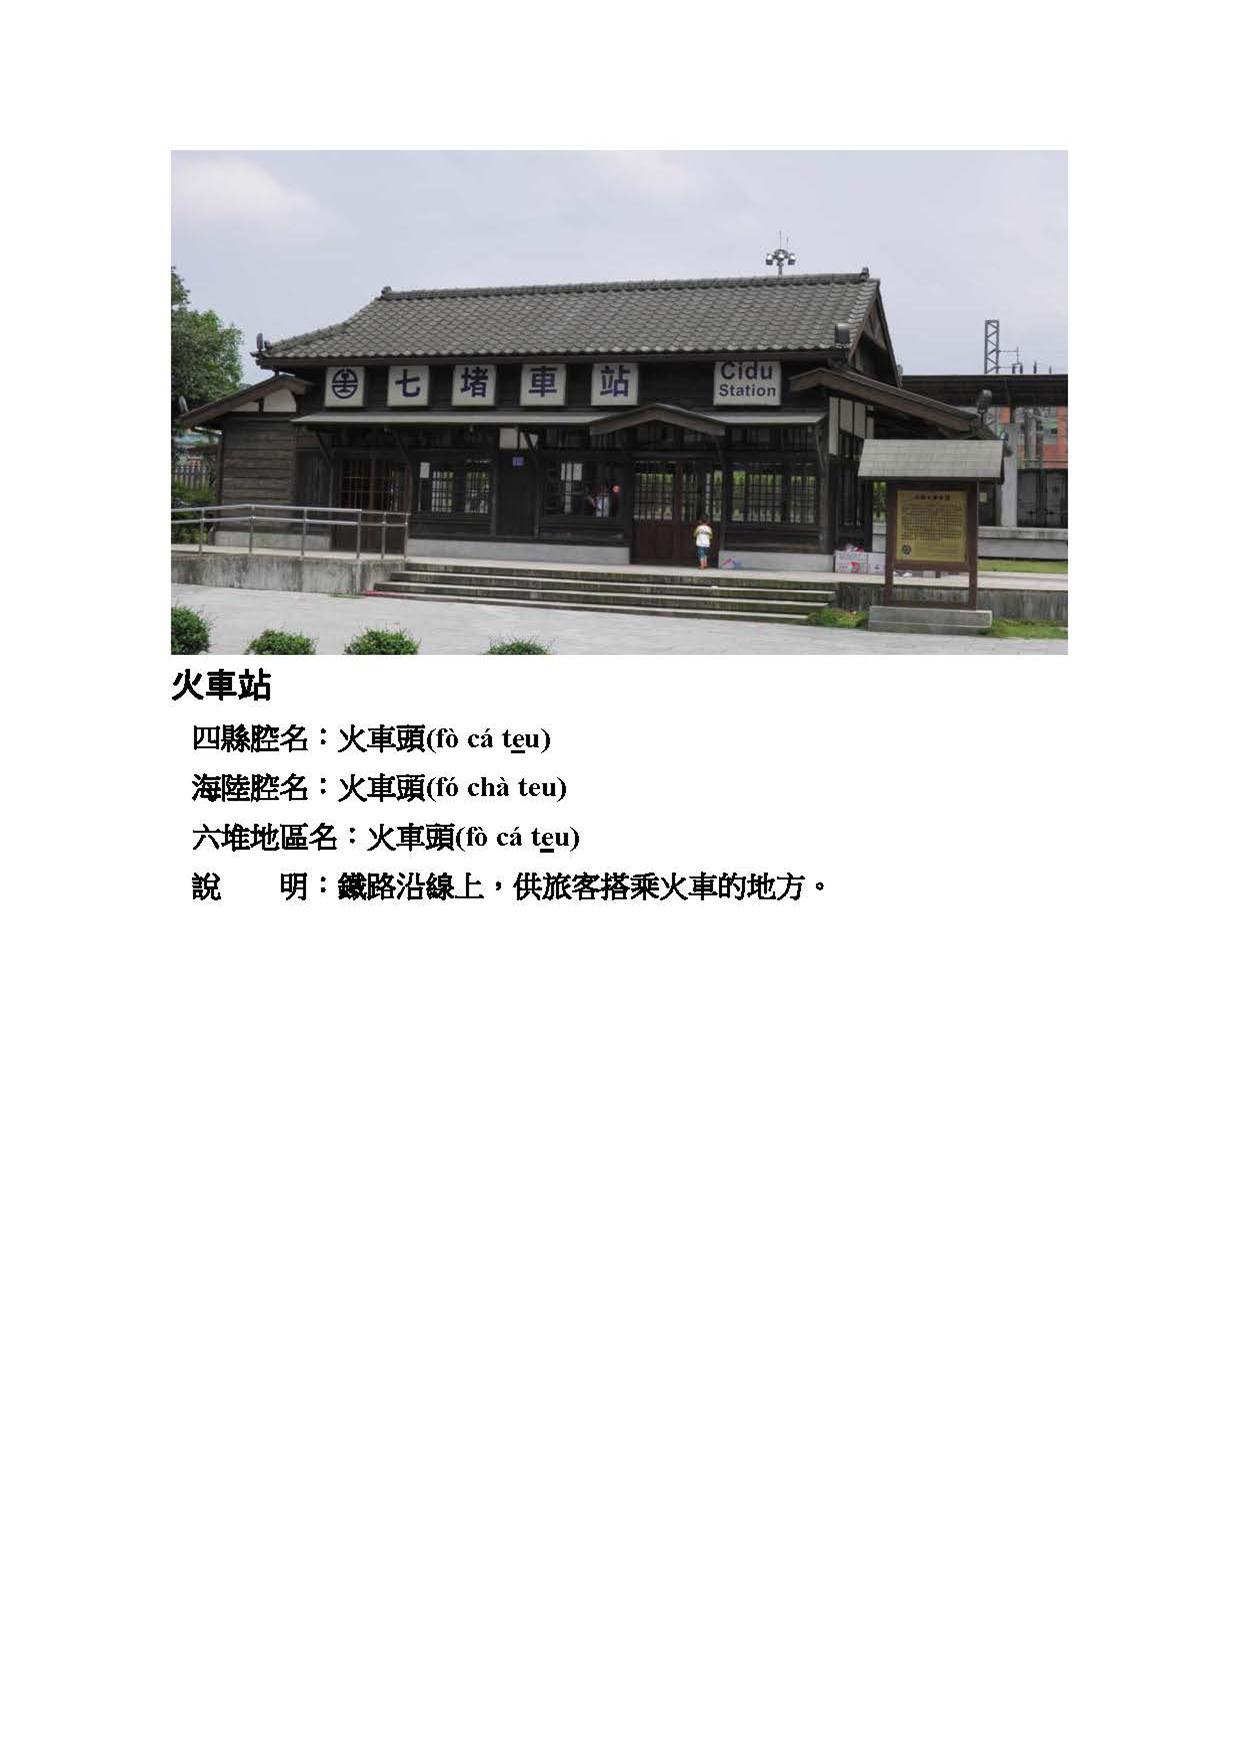 七堵車站
Cidu
Station
火車站
四縣腔名：火車頭(fò cá teu)
海陸腔名：火車頭(fó chà teu)
六堆地區名：火車頭(fò cá teu)
說　　明：鐵路沿線上，供旅客搭乘火車的地方。